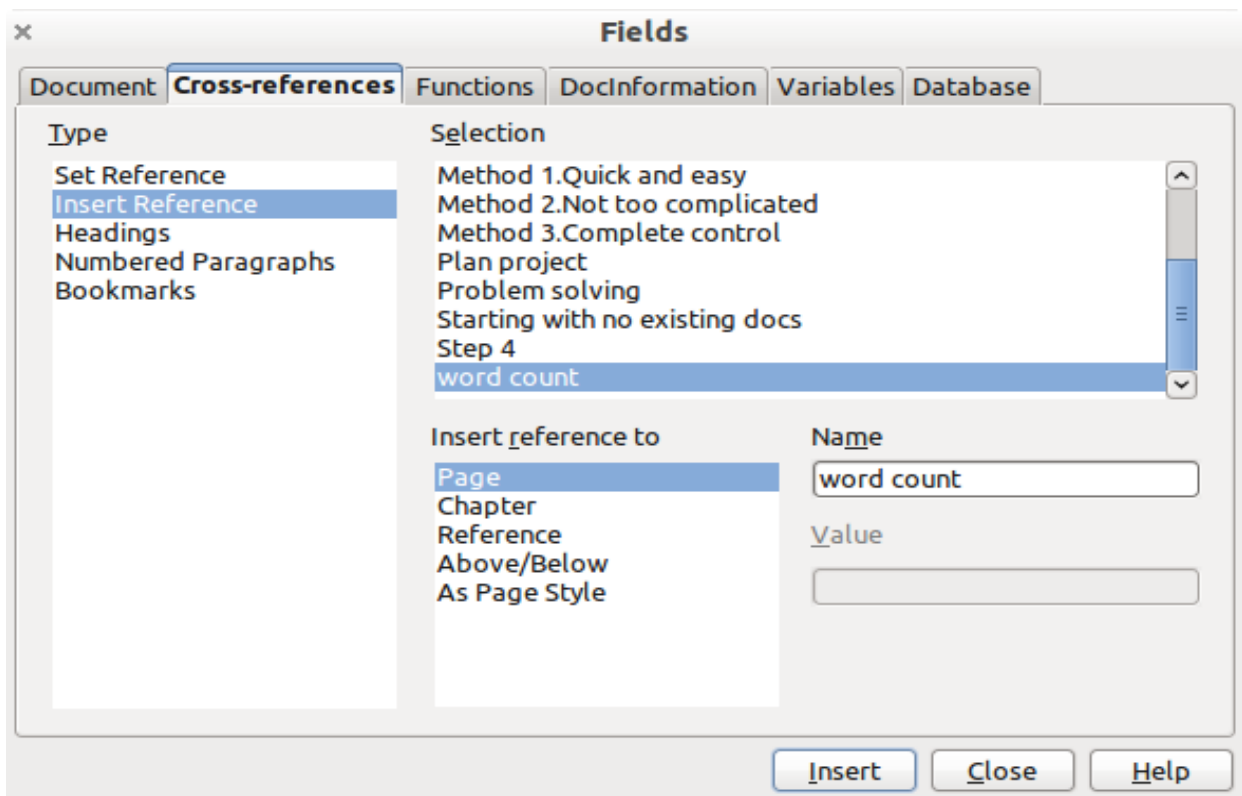 Fields
Document Cross-references Functions DocInformation Variables Database
Type
Set Reference
Insert Reference
Headings
Numbered Paragraphs
Bookmarks
Selection
Method 1.Quick and easy
Method 2.Not too complicated
Method 3.Complete control
Plan project
Problem solving
Starting with no existing docs
Step 4
word count
Insert reference to
Page
Chapter
Reference
Above/Below
As Page Style
Name
word count
Value
Insert Close Help